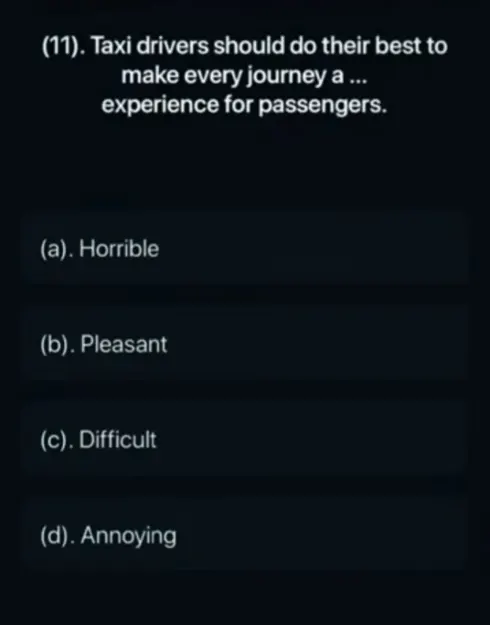 (11). Taxi drivers should do their best to
make every journey a ...
experience for passengers.
(a). Horrible
(b). Pleasant
(c). Difficult
(d). Annoying